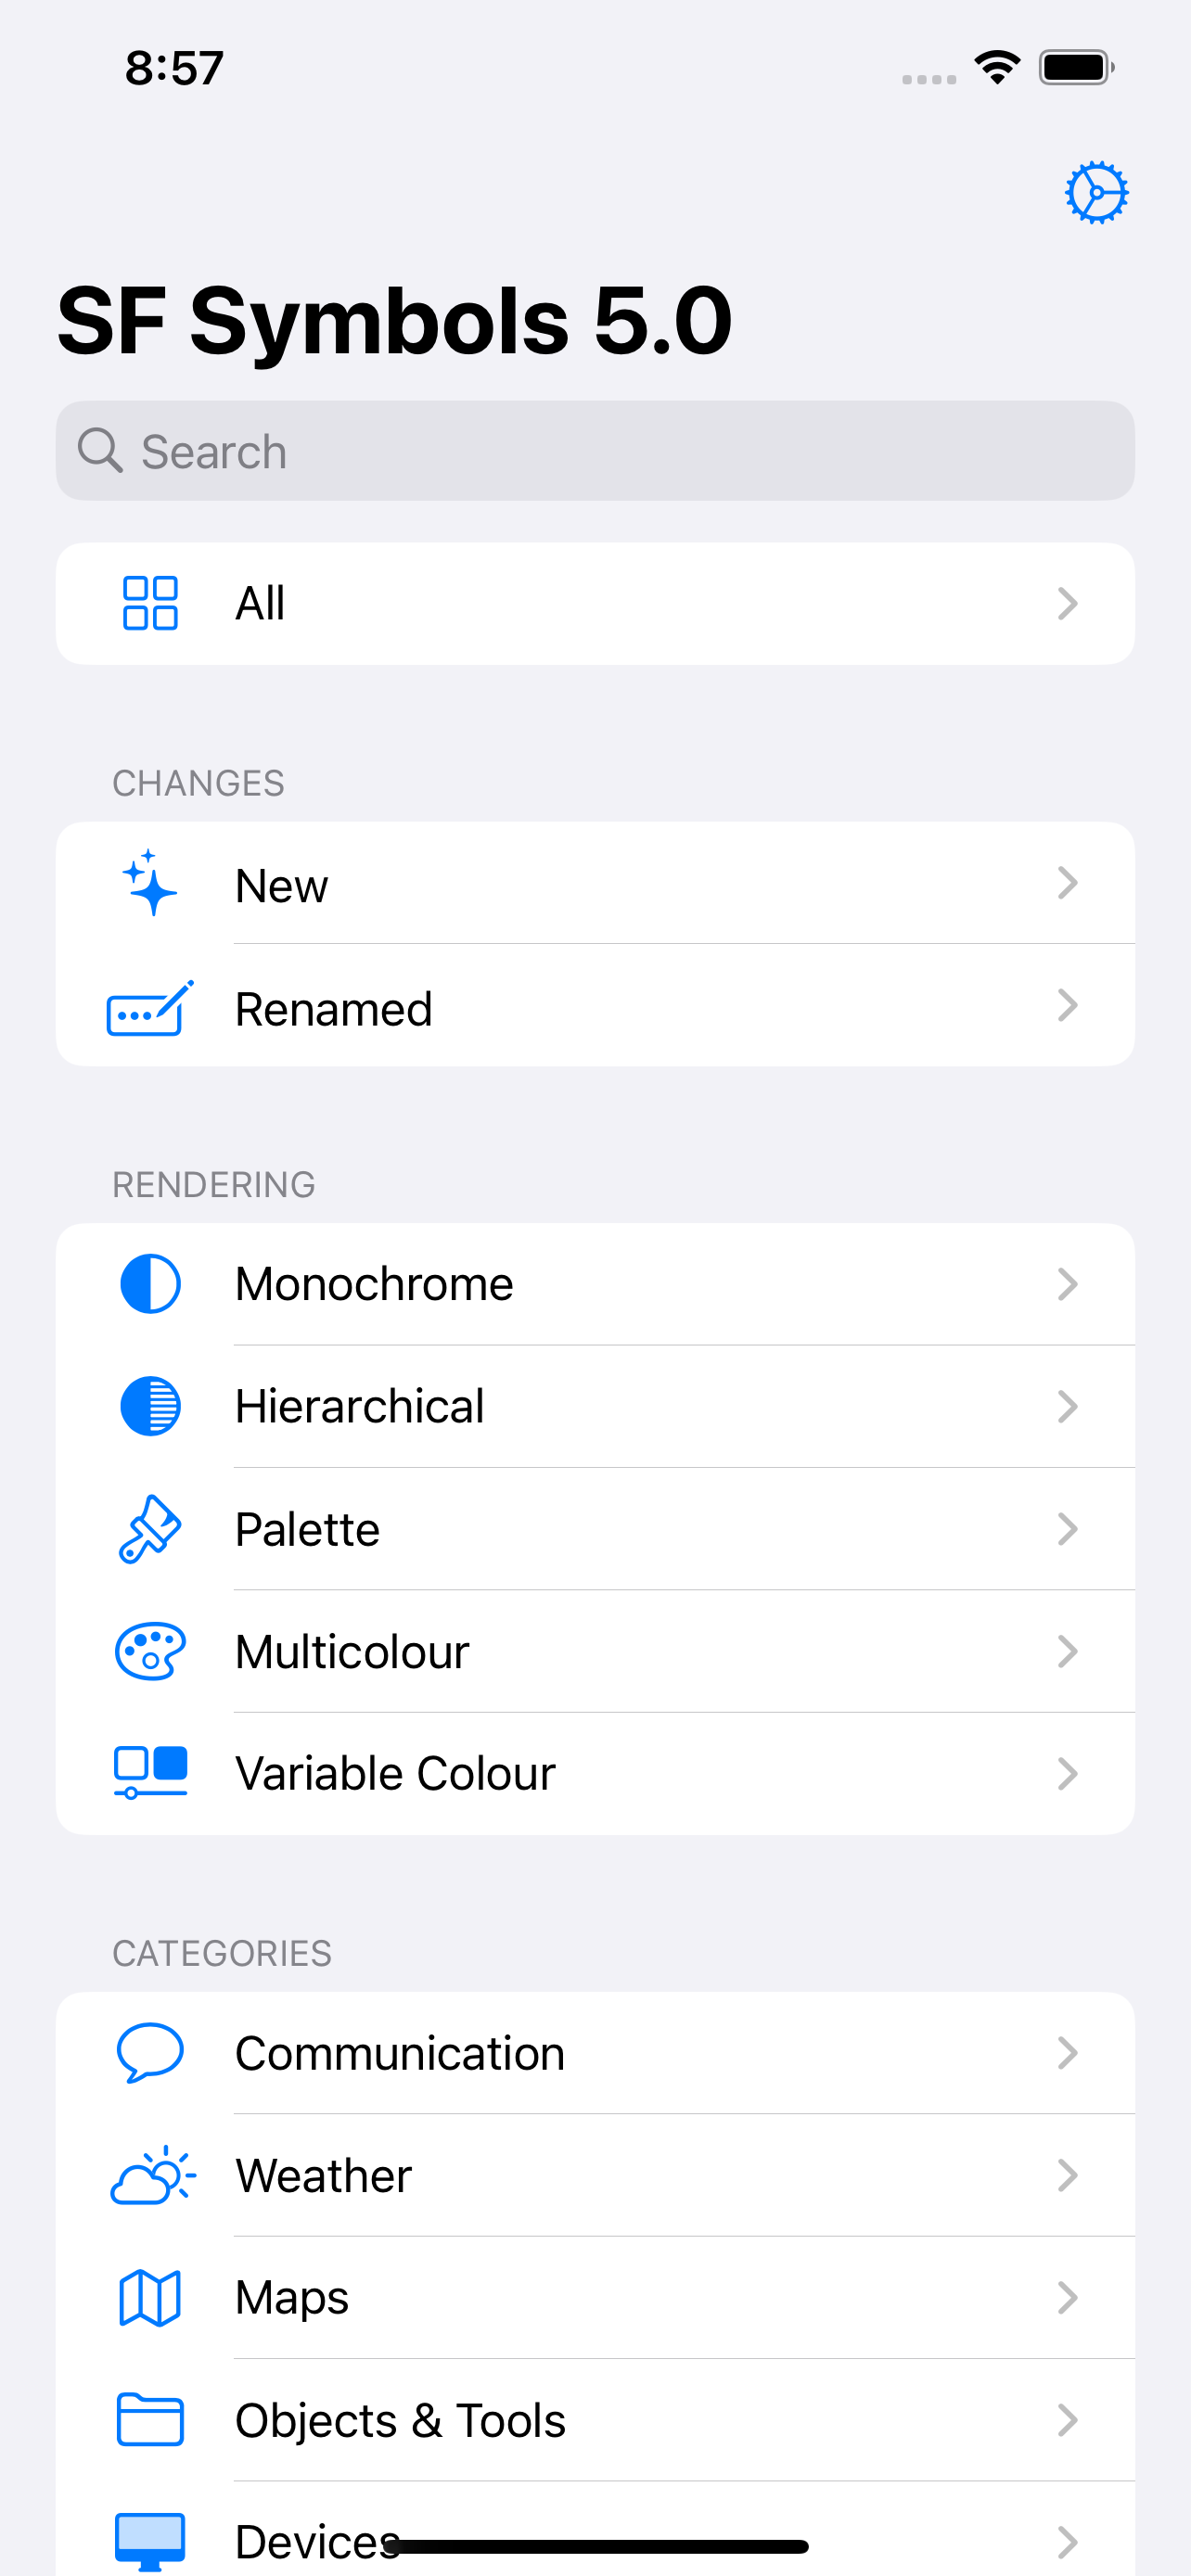 8:57
SF Symbols 5.0
Search
All
CHANGES
New
Renamed
RENDERING
Monochrome
Hierarchical
Palette
Multicolour
Variable Colour
CATEGORIES
Communication
Weather
Maps
Objects & Tools
Devices